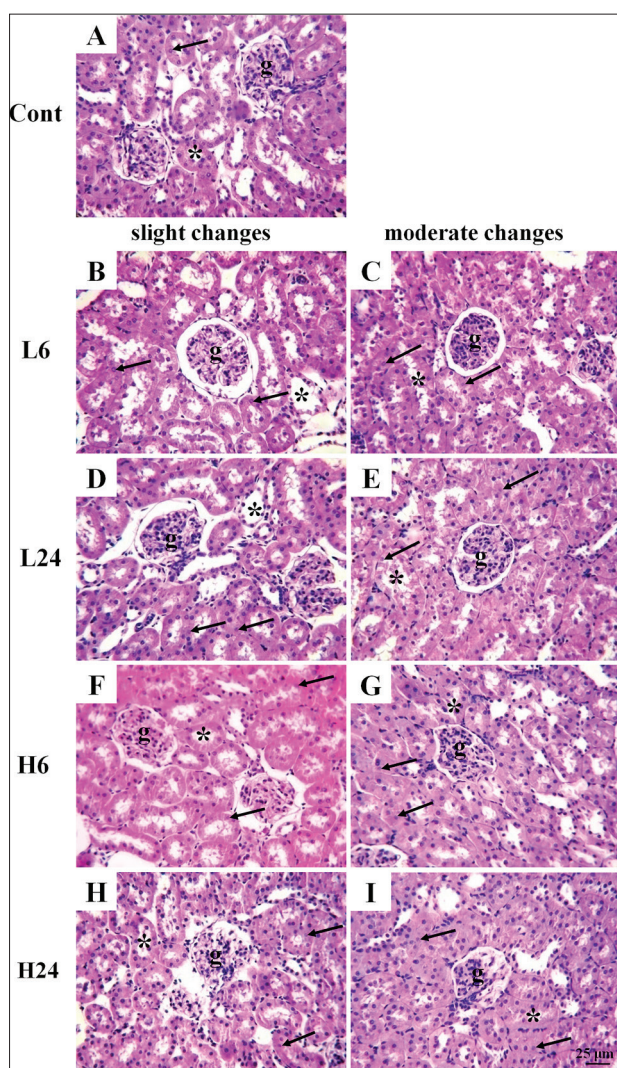 A
g
Cont
*
slight changes
moderate changes
B
C
L6
g
g
*
*
D
E
*
L24
g
g
*
F
G
*
g
*
g
H6
H
I
*
g
g
H24
*
25 µm